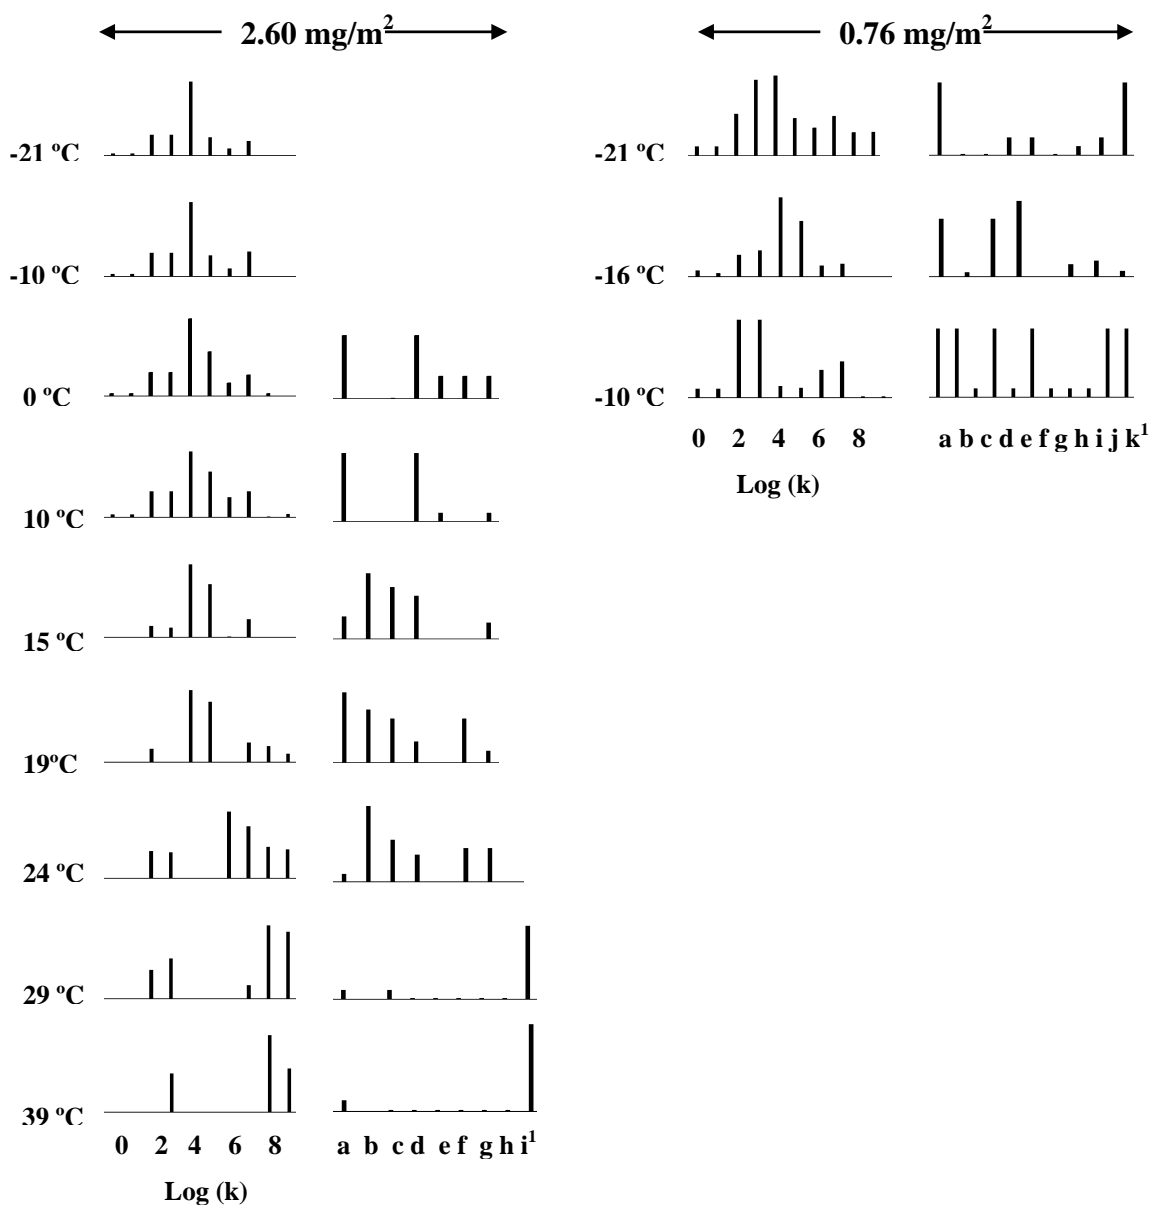 2.60 mg/m²
0.76 mg/m²
-21 ºC
-21 ºC
-10 ºC
-16 ºC
0 ºC
-10 ºC
0 2 4 6 8
a b c d e f g h i j k¹
Log (k)
10 ºC
15 ºC
19ºC
24 ºC
29 ºC
39 ºC
0 2 4 6 8
a b c d e f g h i¹
Log (k)